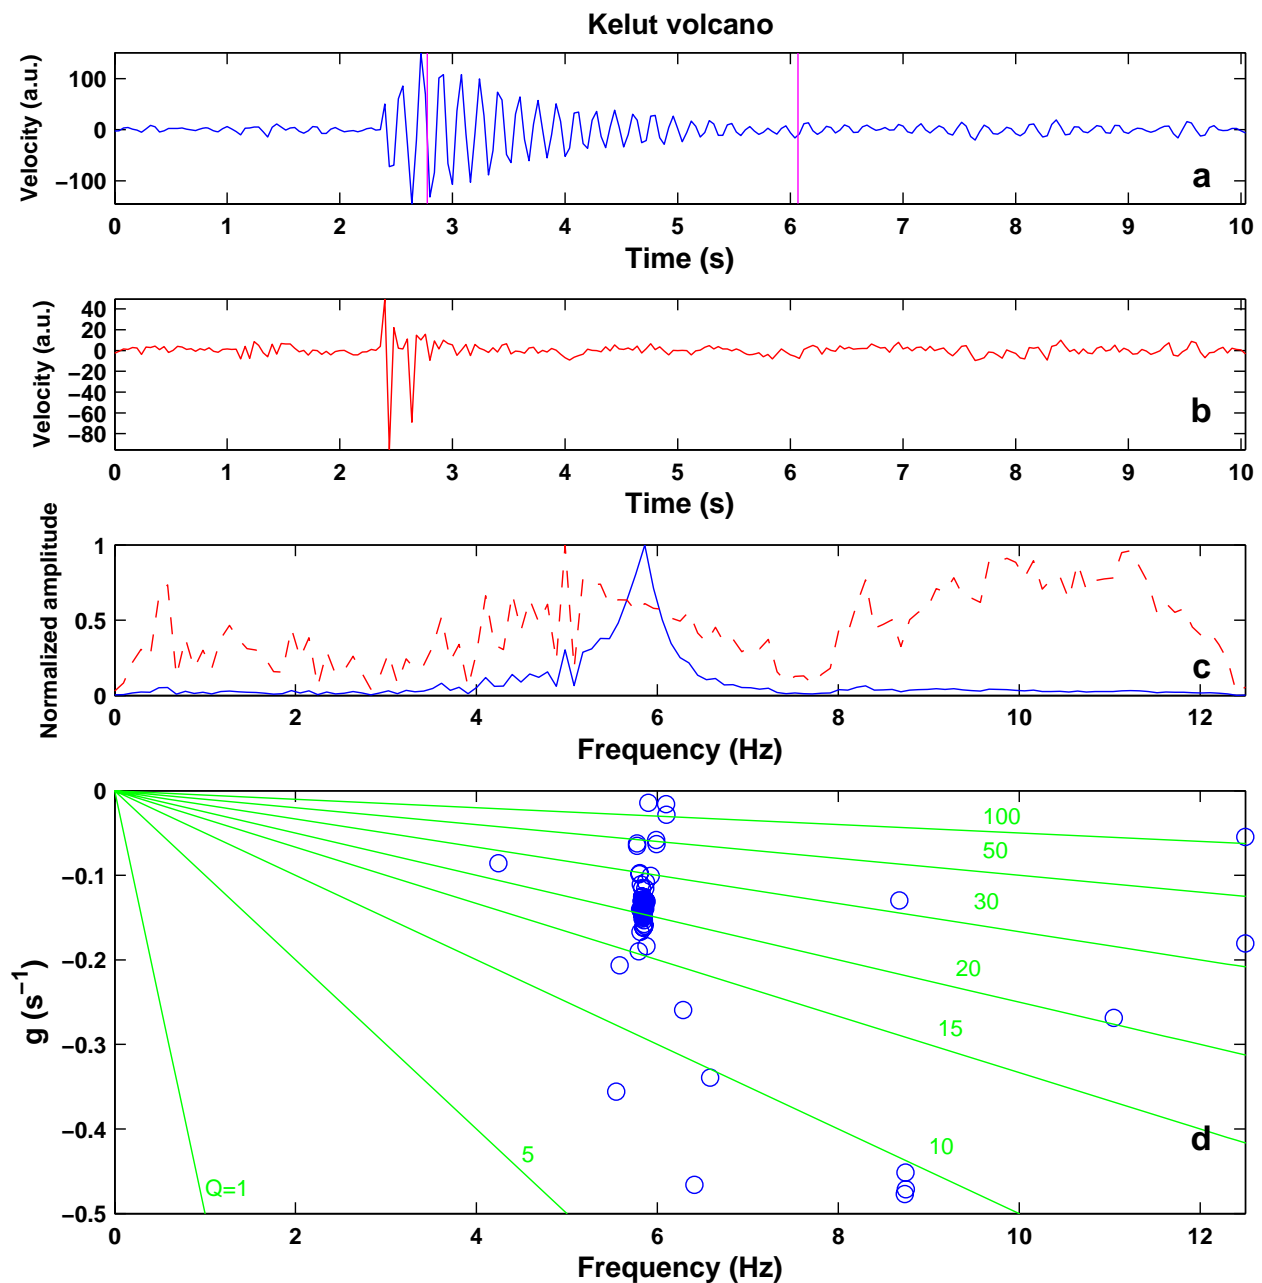 Kelut volcano
Velocity (a.u.)
100
0
−100
a
0 1 2 3 4 5 6 7 8 9 10
Time (s)
Velocity (a.u.)
40
20
0
−20
−40
−60
−80
b
0 1 2 3 4 5 6 7 8 9 10
Time (s)
Normalized amplitude
1
0.5
0
c
0 2 4 6 8 10 12
Frequency (Hz)
g (s−1)
0
−0.1
−0.2
−0.3
−0.4
−0.5
100
50
30
20
15
10
5
Q=1
d
0 2 4 6 8 10 12
Frequency (Hz)